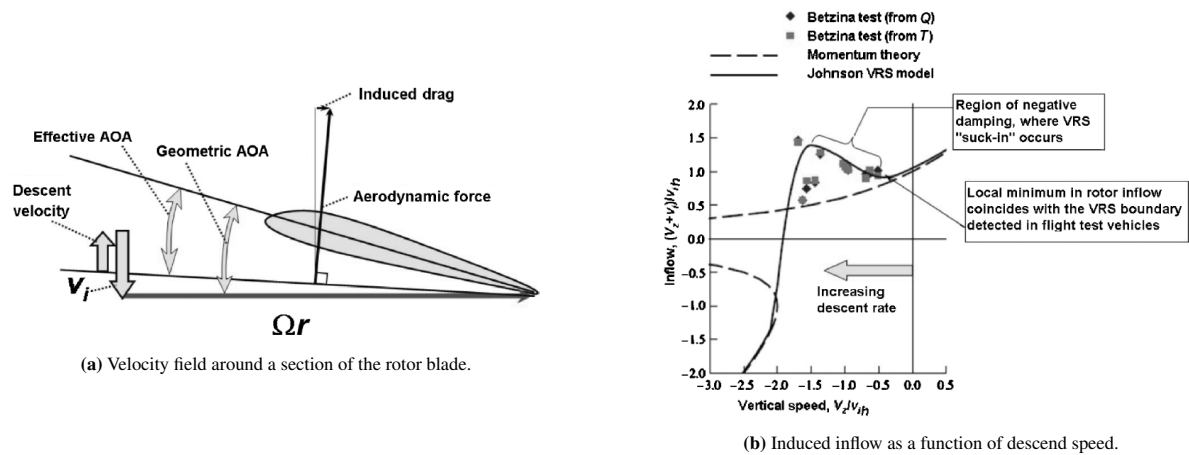 Induced drag
Effective AOA
Geometric AOA
Descent
velocity
Aerodynamic force
Vi
Ωr
(a) Velocity field around a section of the rotor blade.
Betzina test (from Q)
Betzina test (from T)
Momentum theory
Johnson VRS model
2.0
1.5
1.0
0.5
0.0
−0.5
−1.0
−1.5
−2.0
Inflow, (Vz+vi)/vih
Region of negative
damping, where VRS
"suck-in" occurs
Local minimum in rotor inflow
coincides with the VRS boundary
detected in flight test vehicles
Increasing
descent rate
−3.0 −2.5 −2.0 −1.5 −1.0 −0.5 0.0 0.5
Vertical speed, Vz/vih
(b) Induced inflow as a function of descend speed.